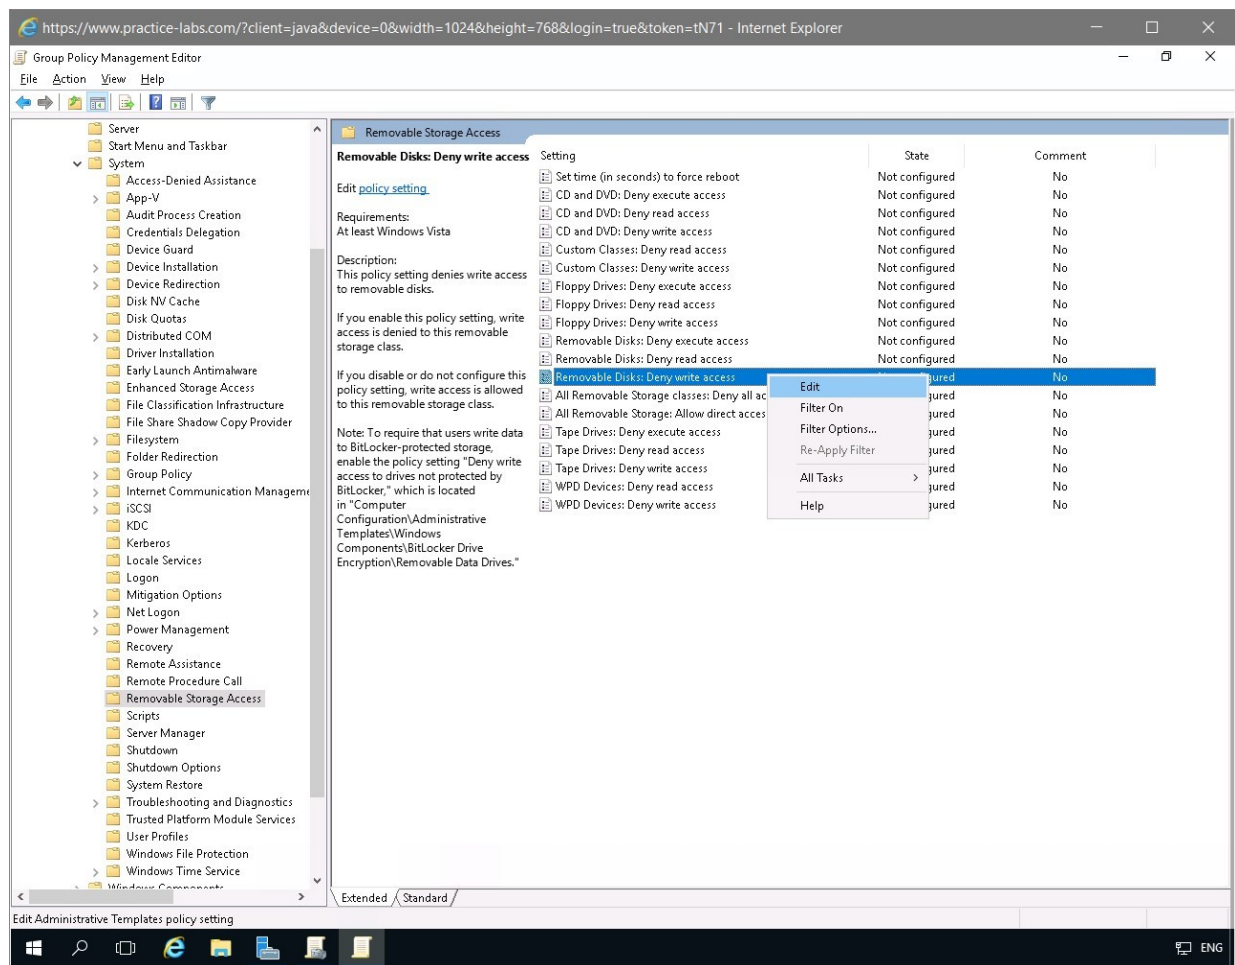 https://www.practice-labs.com/?client=java&device=0&width=1024&height=768&login=true&token=tN71 - Internet Explorer
Group Policy Management Editor
File Action View Help
Server
Start Menu and Taskbar
System
Access-Denied Assistance
App-V
Audit Process Creation
Credentials Delegation
Device Guard
Device Installation
Device Redirection
Disk NV Cache
Disk Quotas
Distributed COM
Driver Installation
Early Launch Antimalware
Enhanced Storage Access
File Classification Infrastructure
File Share Shadow Copy Provider
Filesystem
Folder Redirection
Group Policy
Internet Communication Manageme
iSCSI
KDC
Kerberos
Locale Services
Logon
Mitigation Options
Net Logon
Power Management
Recovery
Remote Assistance
Remote Procedure Call
Removable Storage Access
Scripts
Server Manager
Shutdown
Shutdown Options
System Restore
Troubleshooting and Diagnostics
Trusted Platform Module Services
User Profiles
Windows File Protection
Windows Time Service
Windows Components
Removable Storage Access
Removable Disks: Deny write access
Edit policy setting
Requirements:
At least Windows Vista
Description:
This policy setting denies write access
to removable disks.
If you enable this policy setting, write
access is denied to this removable
storage class.
If you disable or do not configure this
policy setting, write access is allowed
to this removable storage class.
Note: To require that users write data
to BitLocker-protected storage,
enable the policy setting "Deny write
access to drives not protected by
BitLocker," which is located
in "Computer
Configuration\Administrative
Templates\Windows
Components\BitLocker Drive
Encryption\Removable Data Drives."
Setting State Comment
Set time (in seconds) to force reboot Not configured No
CD and DVD: Deny execute access Not configured No
CD and DVD: Deny read access Not configured No
CD and DVD: Deny write access Not configured No
Custom Classes: Deny read access Not configured No
Custom Classes: Deny write access Not configured No
Floppy Drives: Deny execute access Not configured No
Floppy Drives: Deny read access Not configured No
Floppy Drives: Deny write access Not configured No
Removable Disks: Deny execute access Not configured No
Removable Disks: Deny read access Not configured No
Removable Disks: Deny write access gured No
All Removable Storage classes: Deny all ac gured No
All Removable Storage: Allow direct acces gured No
Tape Drives: Deny execute access gured No
Tape Drives: Deny read access gured No
Tape Drives: Deny write access gured No
WPD Devices: Deny read access gured No
WPD Devices: Deny write access gured No
Edit
Filter On
Filter Options...
Re-Apply Filter
All Tasks
Help
Extended Standard
Edit Administrative Templates policy setting
ENG